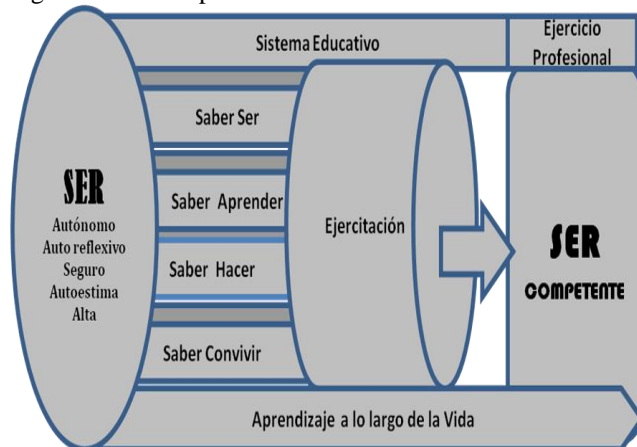 Sistema Educativo
Ejercicio
Profesional
Saber Ser
SER
Autónomo
Auto reflexivo
Seguro
Autoestima
Alta
Saber Aprender
Saber Hacer
Saber Convivir
Ejercitación
SER
COMPETENTE
Aprendizaje a lo largo de la Vida